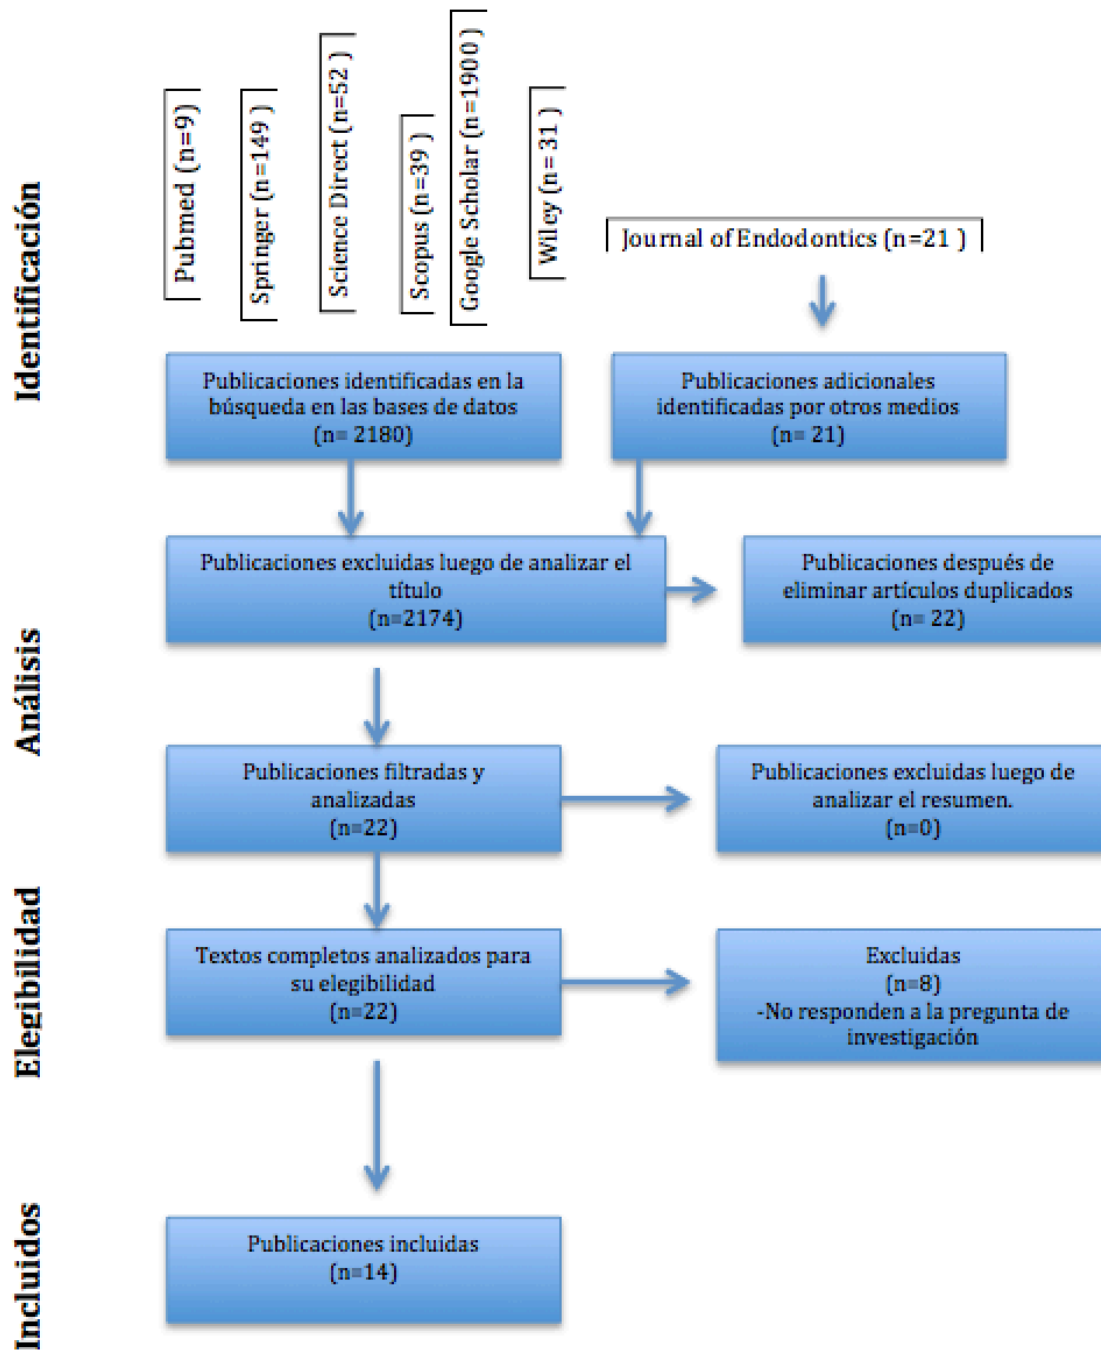 Identificación
Pubmed (n=9)
Springer (n=149 )
Science Direct (n=52 )
Scopus (n=39 )
Google Scholar (n=1900
Wiley (n= 31 )
Journal of Endodontics (n=21 )
Publicaciones identificadas en la
búsqueda en las bases de datos
(n= 2180)
Publicaciones adicionales
identificadas por otros medios
(n= 21)
Análisis
Publicaciones excluidas luego de analizar el
título
(n=2174)
Publicaciones después de
eliminar artículos duplicados
(n= 22)
Publicaciones filtradas y
analizadas
(n=22)
Publicaciones excluidas luego de
analizar el resumen.
(n=0)
Elegibilidad
Textos completos analizados para
su elegibilidad
(n=22)
Excluidas
(n=8)
-No responden a la pregunta de
investigación
Incluidos
Publicaciones incluidas
(n=14)